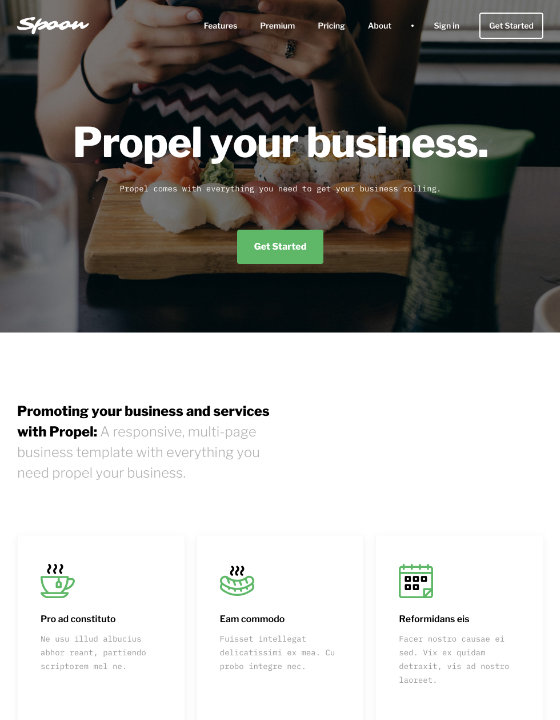 Spoon
Features Premium Pricing About • Sign in Get Started
Propel your business.
Propel comes with everything you need to get your business rolling.
Get Started
Promoting your business and services
with Propel: A responsive, multi-page
business template with everything you
need propel your business.
Pro ad constituto
Ne usu illud albucius
abhor reant, partiendo
scriptorem mel ne.
Eam commodo
Fuisset intellegat
delicatissimi ex mea. Cu
probo integre nec.
Reformidans eis
Facer nostro causae ei
sed. Vix ex quidam
detraxit, vis ad nostro
laoreet.